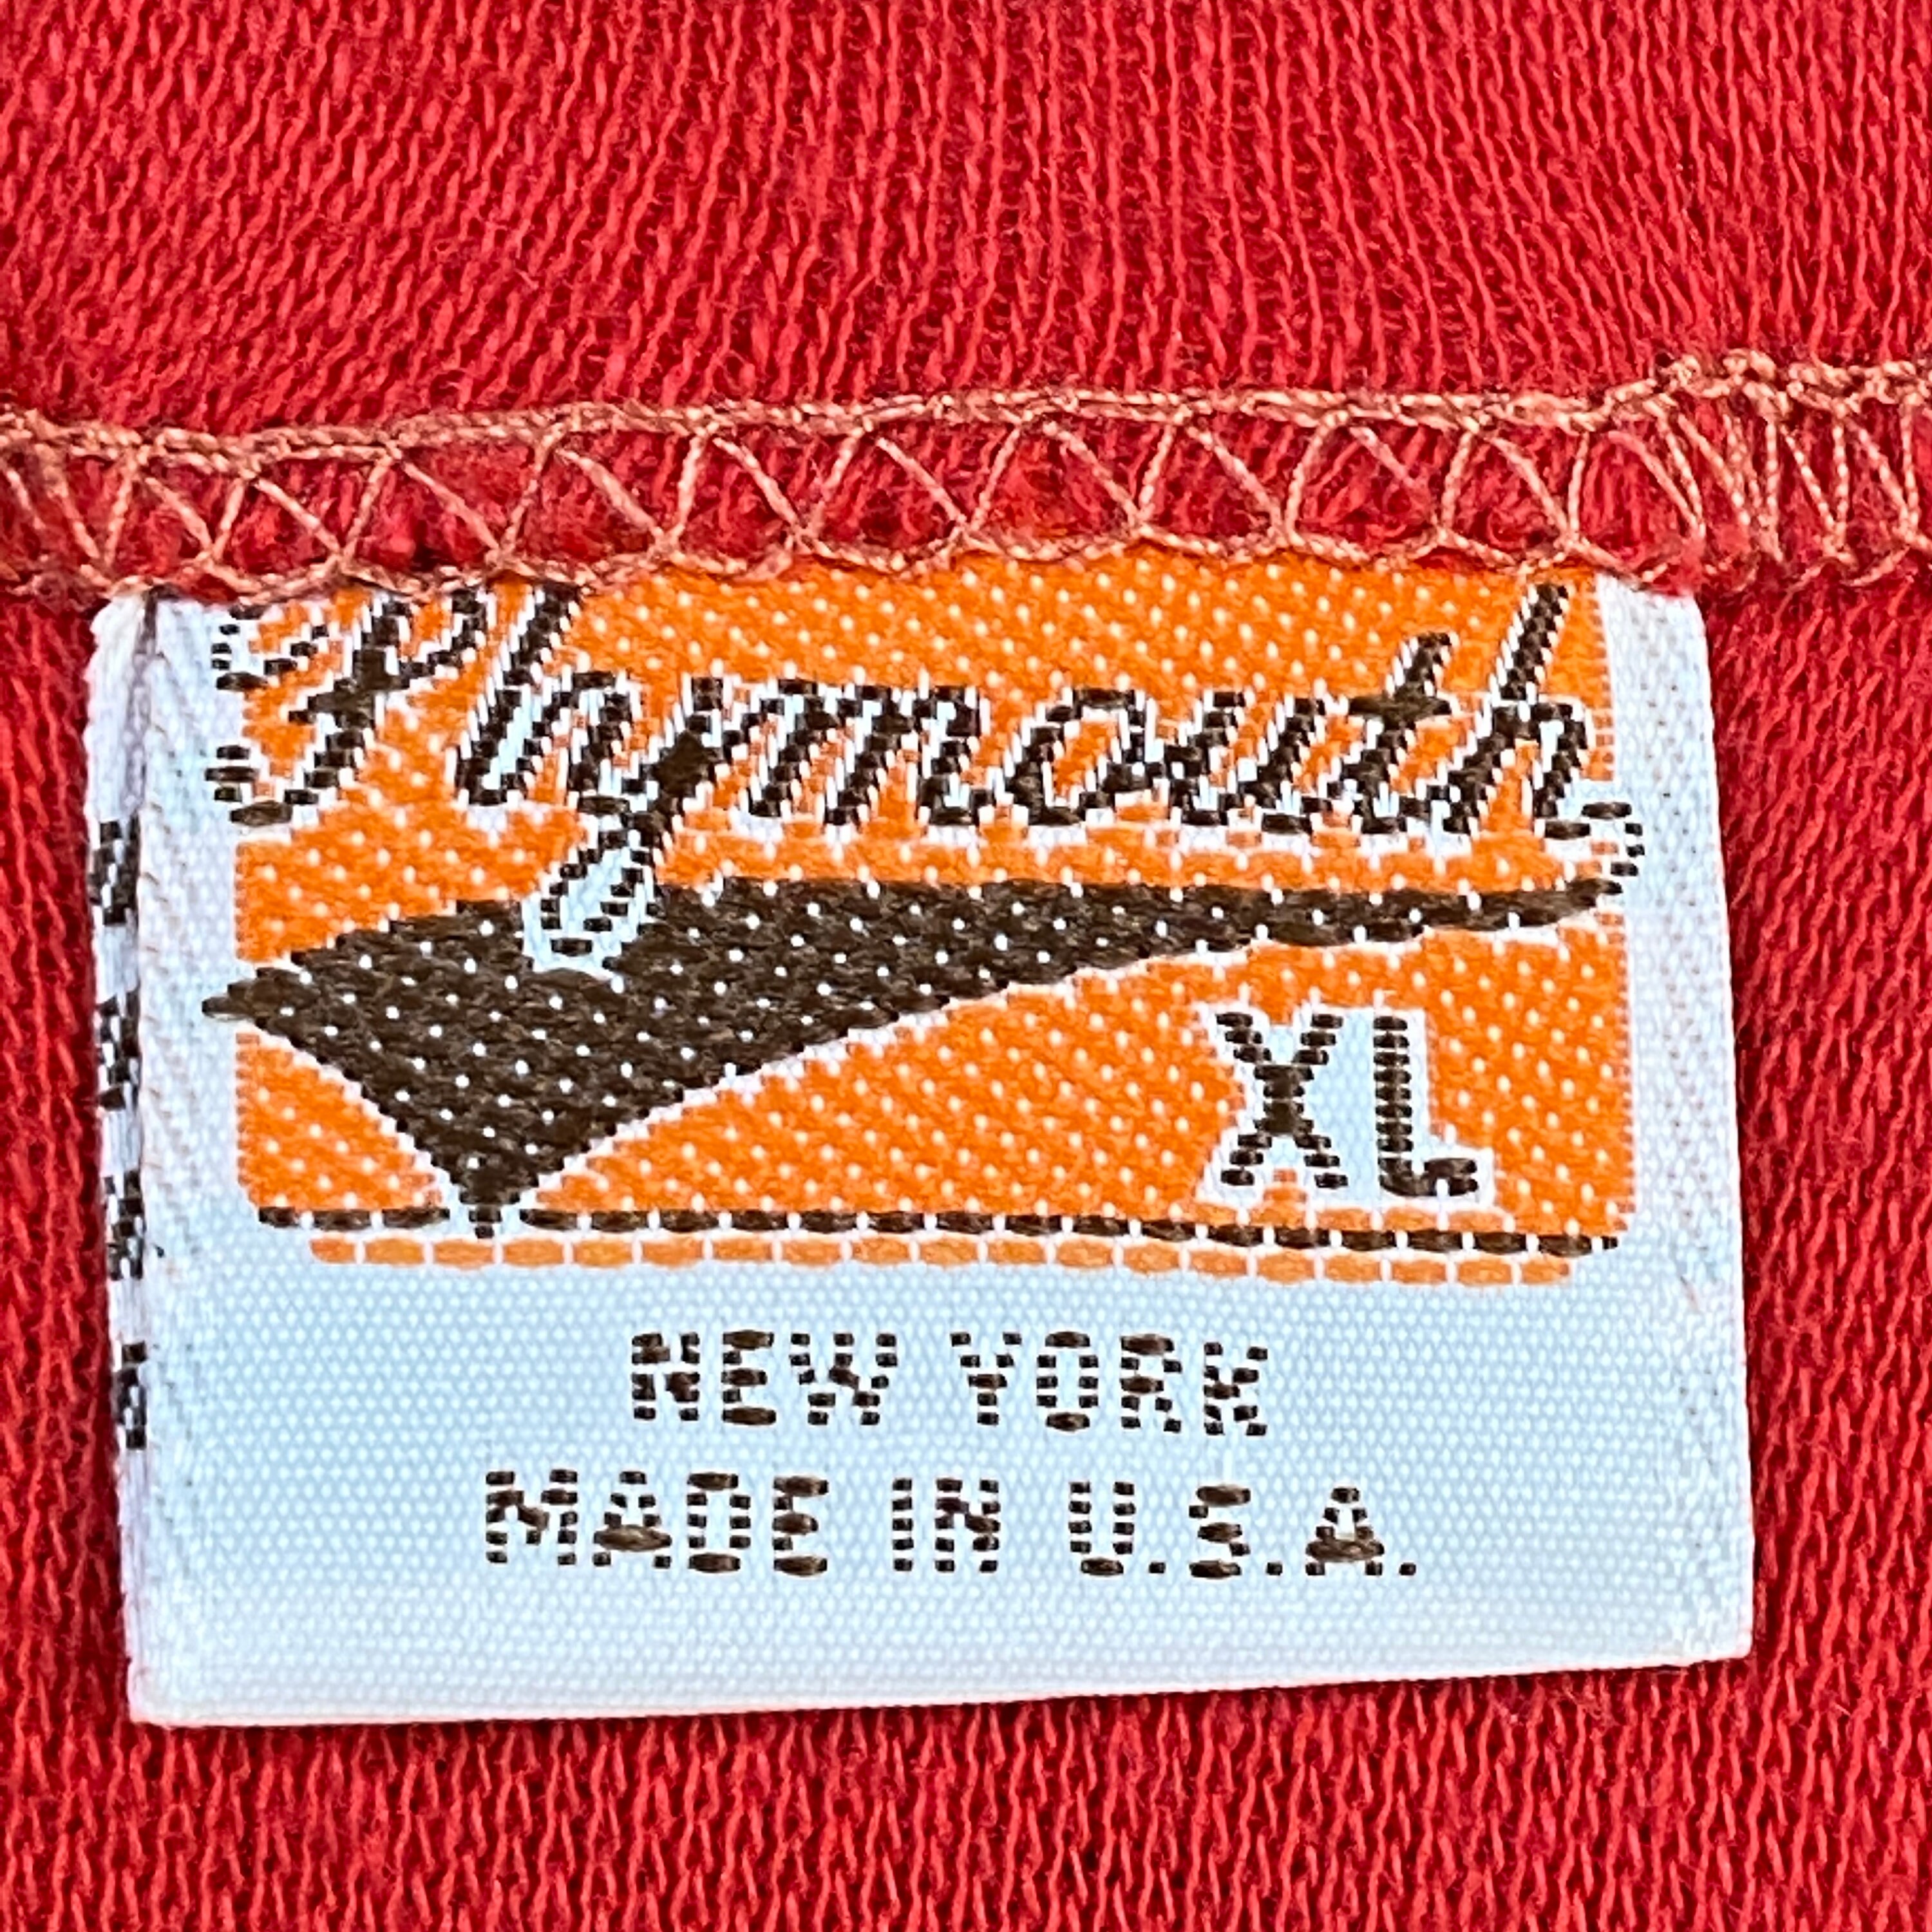 Plymouth
XL
NEW YORK
MADE IN U.S.A.